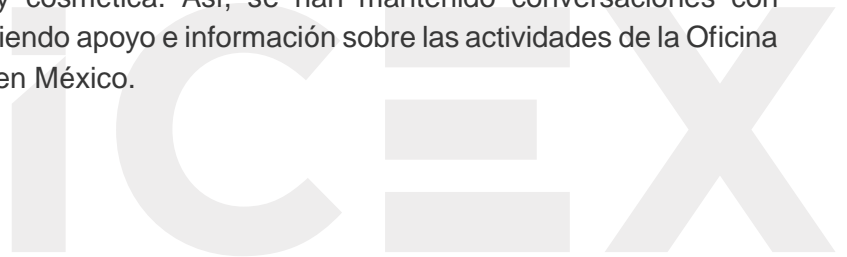 y cosmética. Así, se han mantenido conversaciones con
iendo apoyo e información sobre las actividades de la Oficina
en México.
ICEX